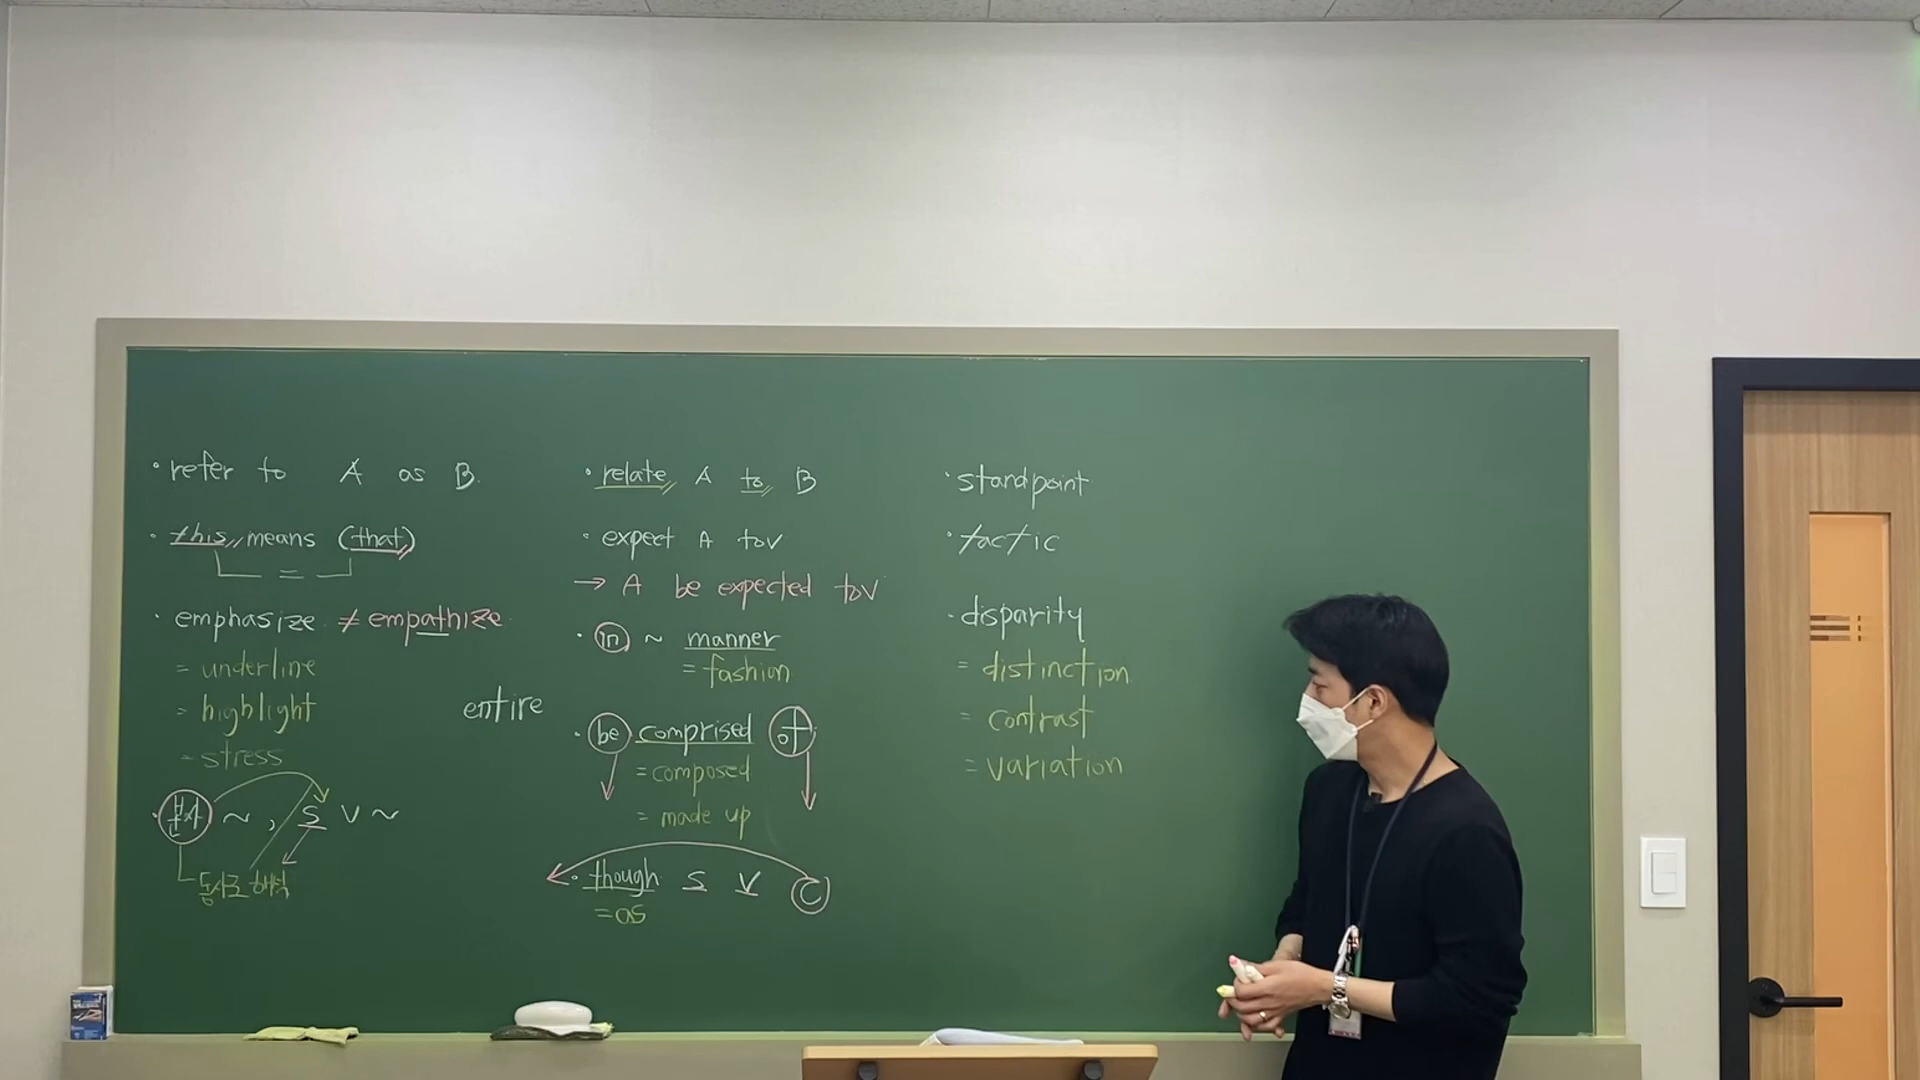 · refer to A as B.
· this means (that)
=
· emphasize ≠ empathize
= underline
= highlight
= stress
· 분사 ~ , S V ~
동사로 해석
entire
· relate A to B
· expect A toV
→ A be expected toV
· in ~ manner
= fashion
· be comprised of
= composed
= made up
· though S V C
= as
· standpoint
· tactic
· disparity
= distinction
= contrast
= variation